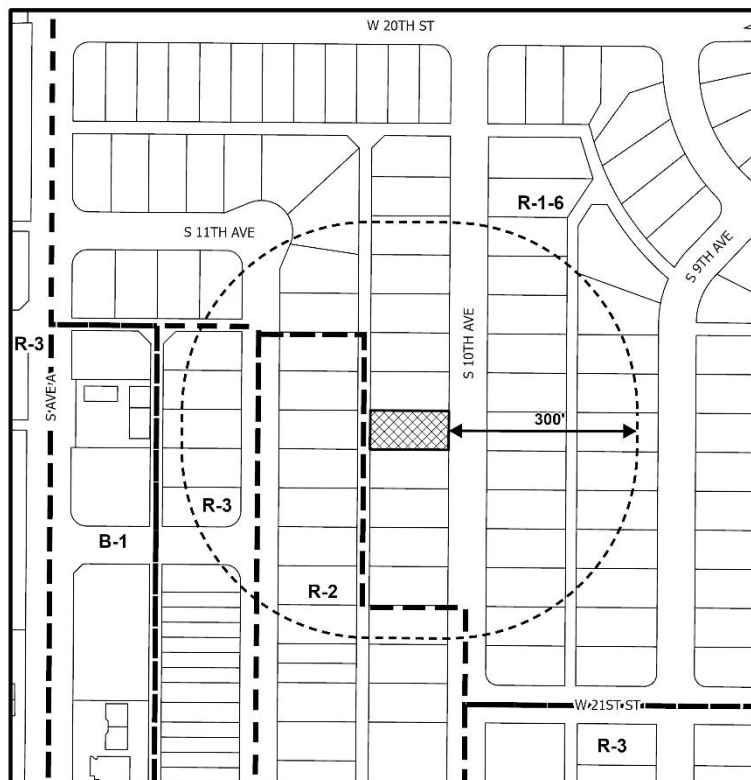 W 20TH ST
R-1-6
S 11TH AVE
S 9TH AVE
R-3
S AVE A
S 10TH AVE
300'
R-3
B-1
R-2
W 21ST ST
R-3